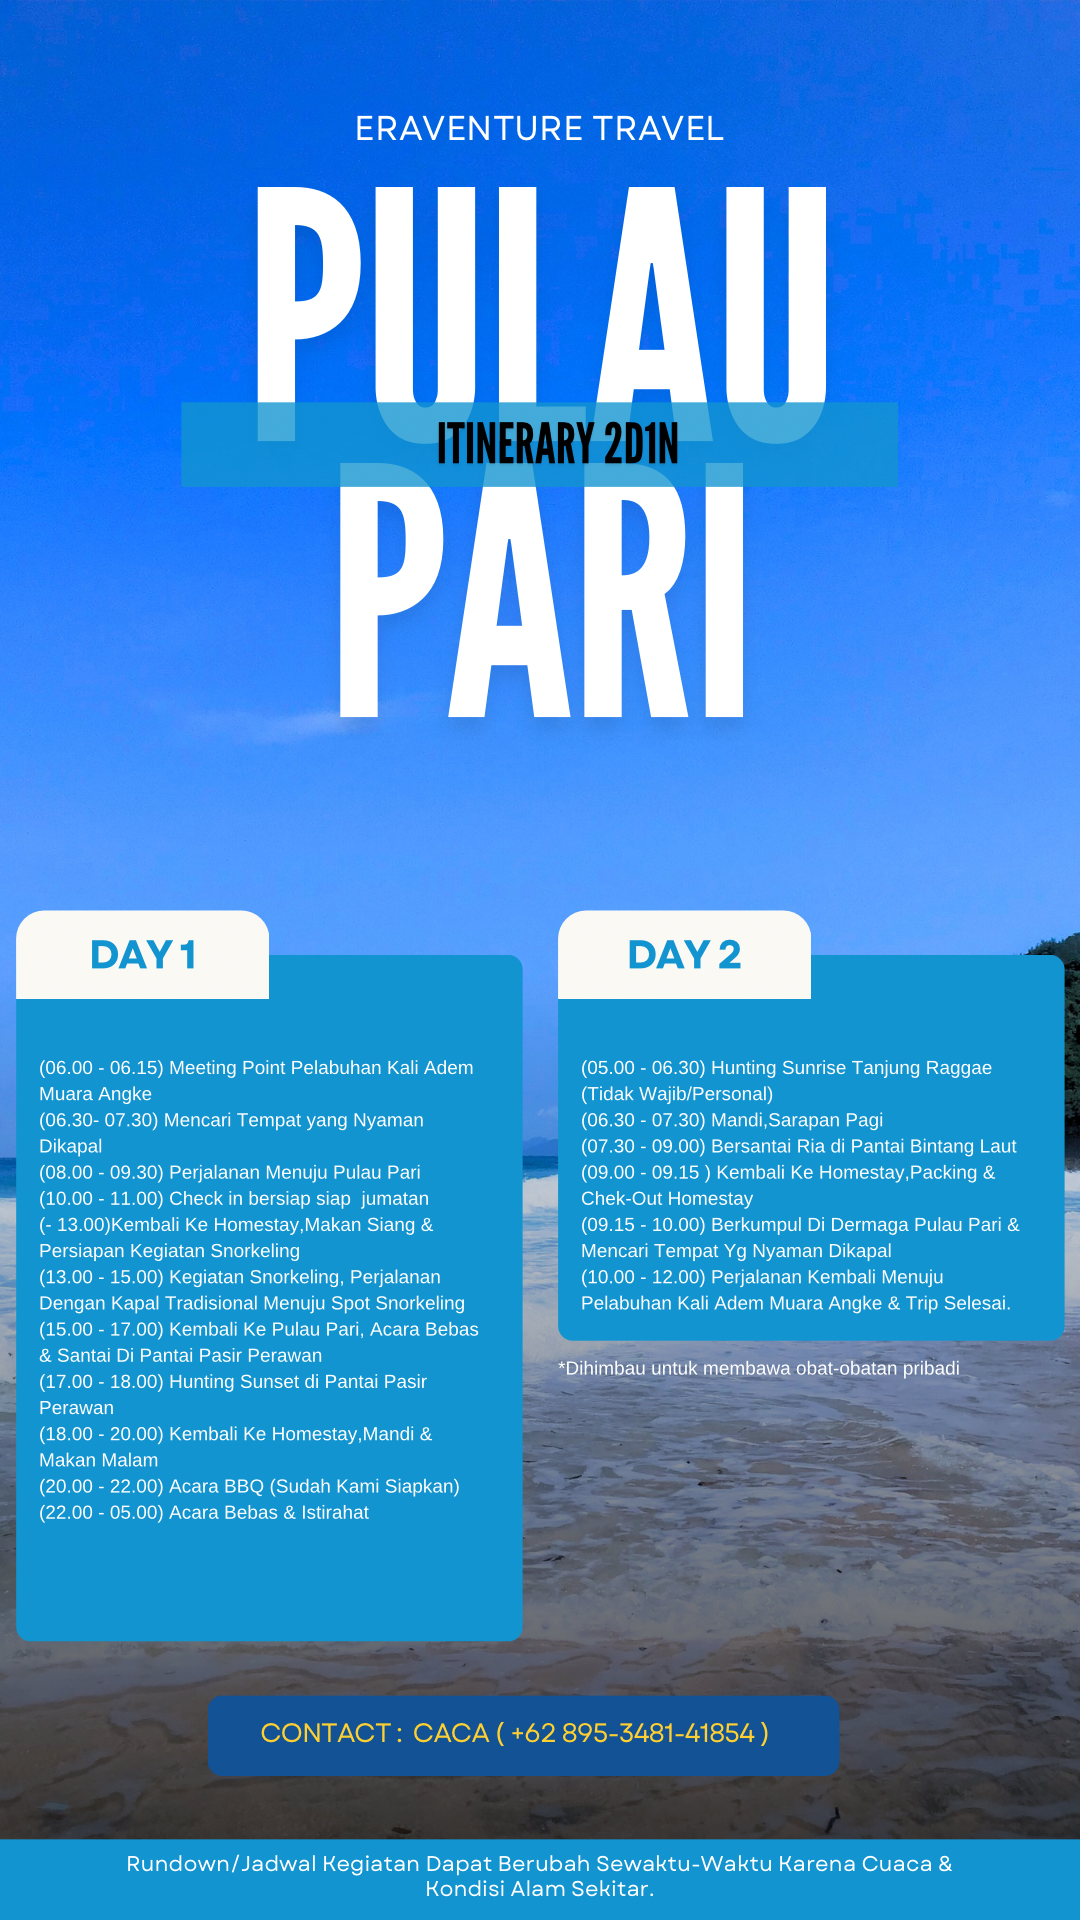 ERAVENTURE TRAVEL
PULAU
ITINERARY 2D1N
PARI
DAY 1
(06.00 - 06.15) Meeting Point Pelabuhan Kali Adem
Muara Angke
(06.30- 07.30) Mencari Tempat yang Nyaman
Dikapal
(08.00 - 09.30) Perjalanan Menuju Pulau Pari
(10.00 - 11.00) Check in bersiap siap  jumatan
(- 13.00)Kembali Ke Homestay,Makan Siang &
Persiapan Kegiatan Snorkeling
(13.00 - 15.00) Kegiatan Snorkeling, Perjalanan
Dengan Kapal Tradisional Menuju Spot Snorkeling
(15.00 - 17.00) Kembali Ke Pulau Pari, Acara Bebas
& Santai Di Pantai Pasir Perawan
(17.00 - 18.00) Hunting Sunset di Pantai Pasir
Perawan
(18.00 - 20.00) Kembali Ke Homestay,Mandi &
Makan Malam
(20.00 - 22.00) Acara BBQ (Sudah Kami Siapkan)
(22.00 - 05.00) Acara Bebas & Istirahat
DAY 2
(05.00 - 06.30) Hunting Sunrise Tanjung Raggae
(Tidak Wajib/Personal)
(06.30 - 07.30) Mandi,Sarapan Pagi
(07.30 - 09.00) Bersantai Ria di Pantai Bintang Laut
(09.00 - 09.15 ) Kembali Ke Homestay,Packing &
Chek-Out Homestay
(09.15 - 10.00) Berkumpul Di Dermaga Pulau Pari &
Mencari Tempat Yg Nyaman Dikapal
(10.00 - 12.00) Perjalanan Kembali Menuju
Pelabuhan Kali Adem Muara Angke & Trip Selesai.
*Dihimbau untuk membawa obat-obatan pribadi
CONTACT : CACA ( +62 895-3481-41854 )
Rundown/Jadwal Kegiatan Dapat Berubah Sewaktu-Waktu Karena Cuaca &
Kondisi Alam Sekitar.